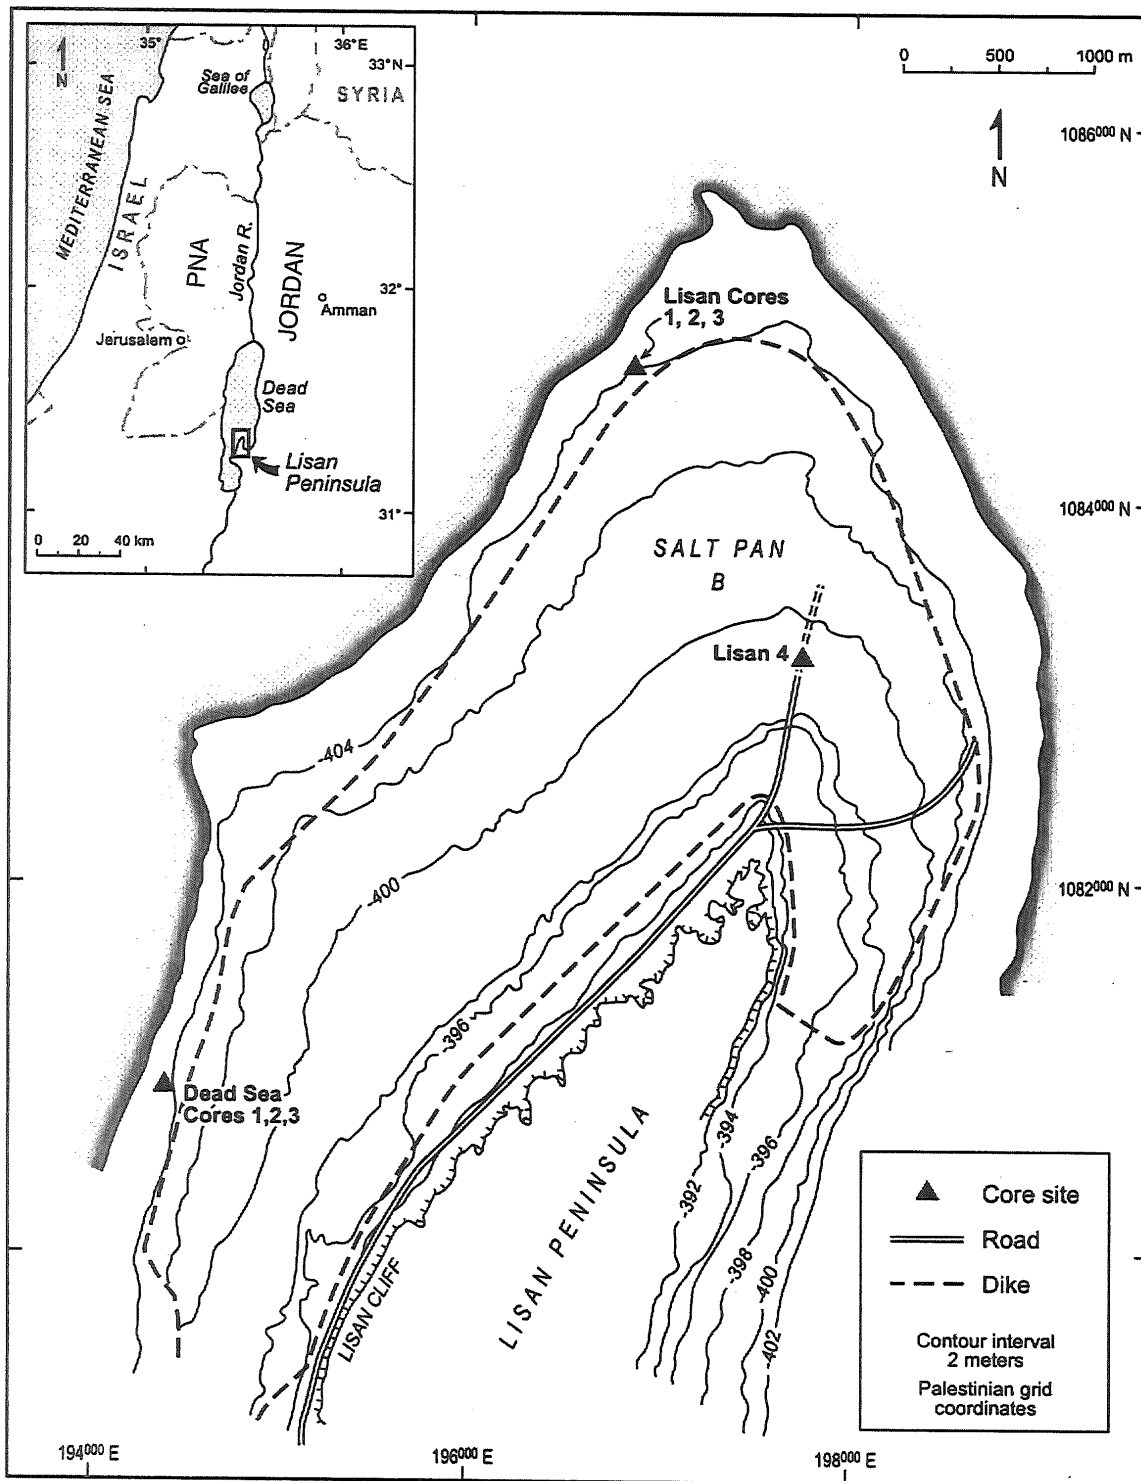 35°
36°E
N
33°N
Sea of
Galilee
SYRIA
MEDITERRANEAN SEA
ISRAEL
PNA
Jordan R.
JORDAN
32°
Amman
Jerusalem
Dead
Sea
Lisan
Peninsula
31°
0 20 40 km
0 500 1000 m
N
1086000 N
Lisan Cores
1, 2, 3
1084000 N
SALT PAN
B
Lisan 4
-404
-400
1082000 N
-396
Dead Sea
Cores 1,2,3
LISAN PENINSULA
LISAN CLIFF
-392
-394
-396
-398
-400
-402
Core site
Road
Dike
Contour interval
2 meters
Palestinian grid
coordinates
194000 E
196000 E
198000 E